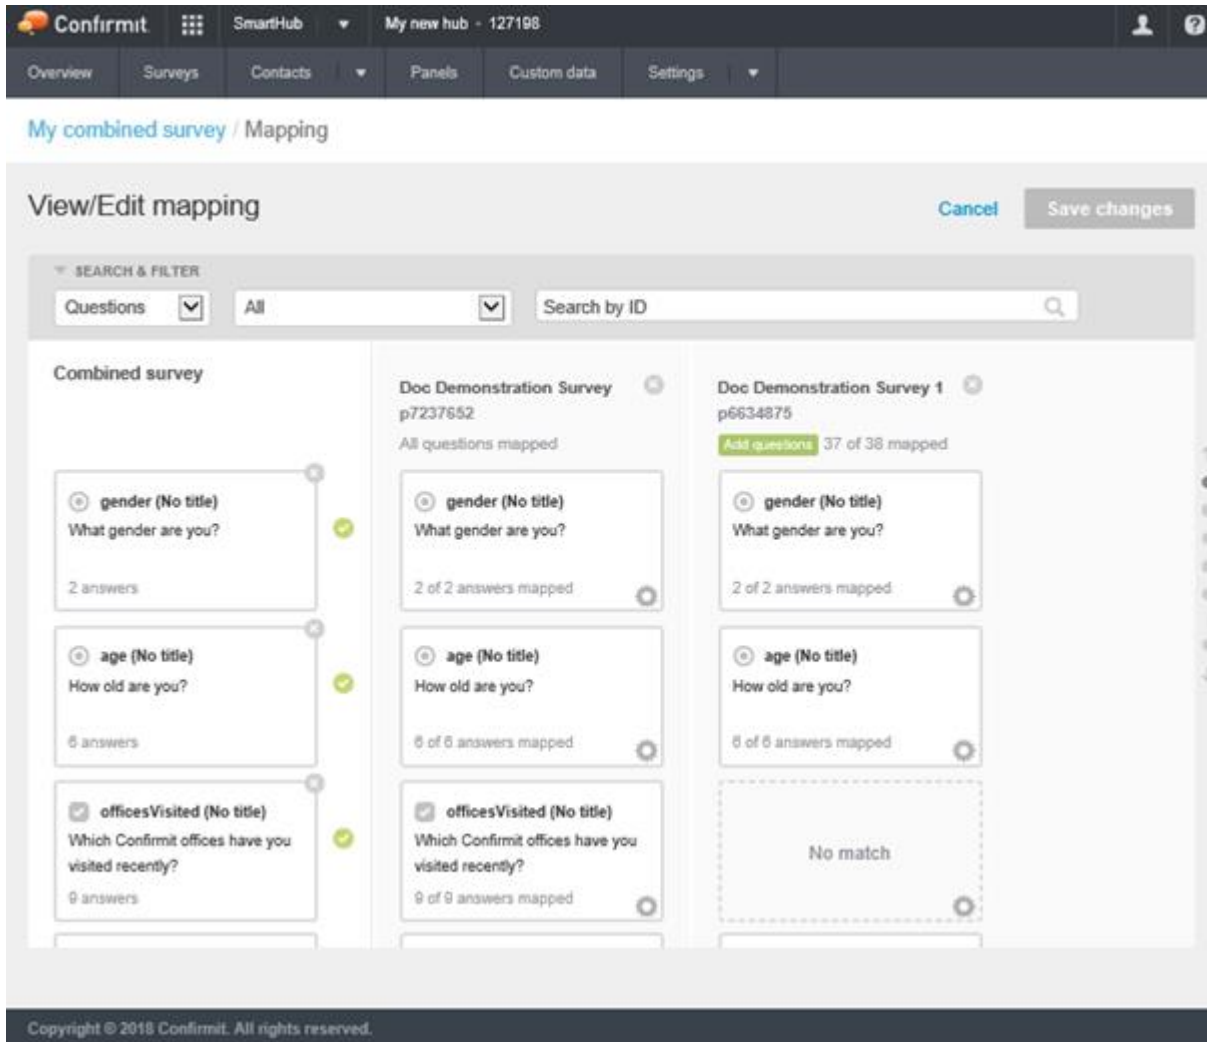 Confirmit SmartHub My new hub - 127198
Overview Surveys Contacts Panels Custom data Settings
My combined survey / Mapping
View/Edit mapping Cancel Save changes
SEARCH & FILTER
Questions All Search by ID
Combined survey
gender (No title)
What gender are you?
2 answers
age (No title)
How old are you?
6 answers
officesVisited (No title)
Which Confirmit offices have you
visited recently?
9 answers
Doc Demonstration Survey
p7237652
All questions mapped
gender (No title)
What gender are you?
2 of 2 answers mapped
age (No title)
How old are you?
6 of 6 answers mapped
officesVisited (No title)
Which Confirmit offices have you
visited recently?
9 of 9 answers mapped
Doc Demonstration Survey 1
p6634875
Add questions 37 of 38 mapped
gender (No title)
What gender are you?
2 of 2 answers mapped
age (No title)
How old are you?
6 of 6 answers mapped
No match
Copyright © 2018 Confirmit. All rights reserved.